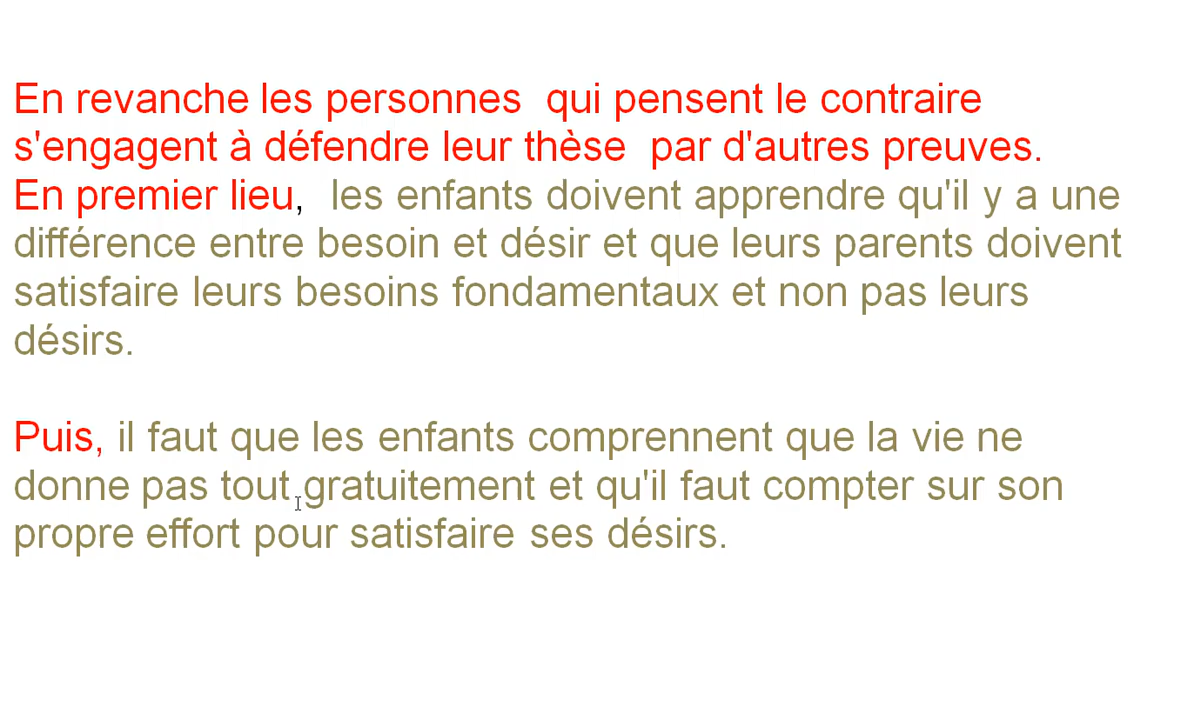 En revanche les personnes  qui pensent le contraire
s'engagent à défendre leur thèse  par d'autres preuves.
En premier lieu,  les enfants doivent apprendre qu'il y a une
différence entre besoin et désir et que leurs parents doivent
satisfaire leurs besoins fondamentaux et non pas leurs
désirs.
Puis, il faut que les enfants comprennent que la vie ne
donne pas tout gratuitement et qu'il faut compter sur son
propre effort pour satisfaire ses désirs.